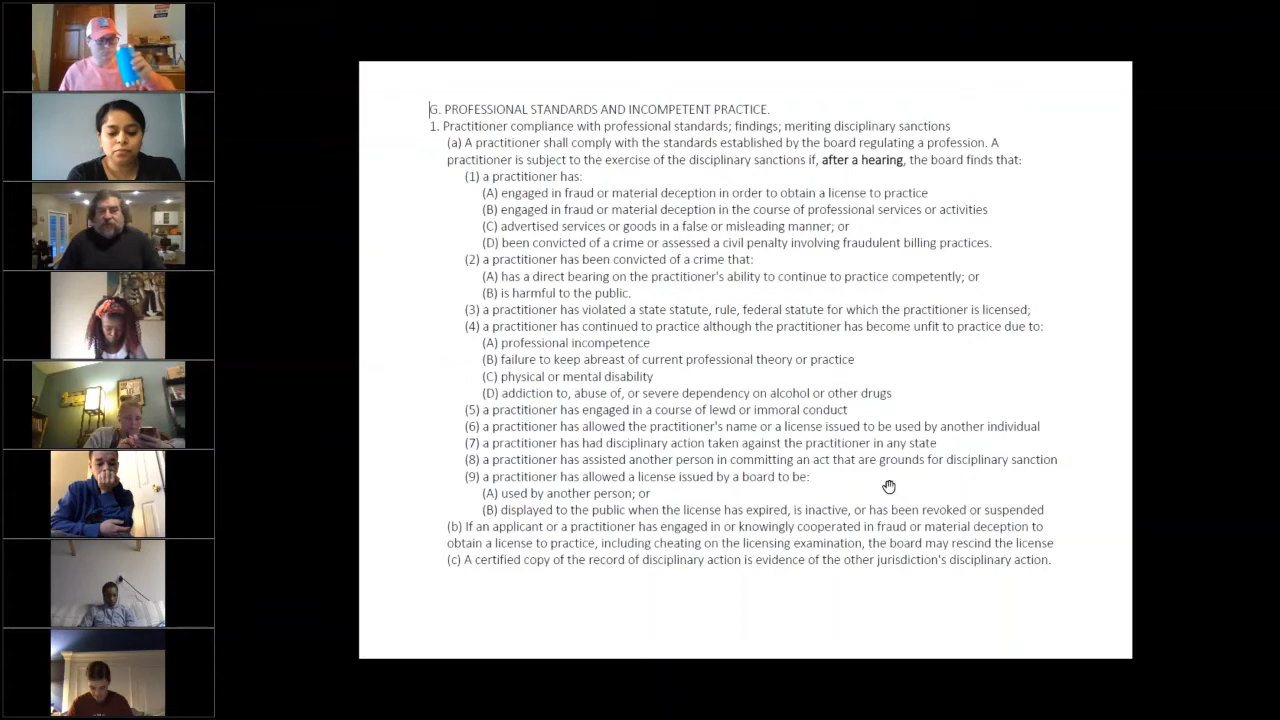 G. PROFESSIONAL STANDARDS AND INCOMPETENT PRACTICE.
1. Practitioner compliance with professional standards; findings; meriting disciplinary sanctions
(a) A practitioner shall comply with the standards established by the board regulating a profession. A
practitioner is subject to the exercise of the disciplinary sanctions if, after a hearing, the board finds that:
(1) a practitioner has:
(A) engaged in fraud or material deception in order to obtain a license to practice
(B) engaged in fraud or material deception in the course of professional services or activities
(C) advertised services or goods in a false or misleading manner; or
(D) been convicted of a crime or assessed a civil penalty involving fraudulent billing practices.
(2) a practitioner has been convicted of a crime that:
(A) has a direct bearing on the practitioner's ability to continue to practice competently; or
(B) is harmful to the public.
(3) a practitioner has violated a state statute, rule, federal statute for which the practitioner is licensed;
(4) a practitioner has continued to practice although the practitioner has become unfit to practice due to:
(A) professional incompetence
(B) failure to keep abreast of current professional theory or practice
(C) physical or mental disability
(D) addiction to, abuse of, or severe dependency on alcohol or other drugs
(5) a practitioner has engaged in a course of lewd or immoral conduct
(6) a practitioner has allowed the practitioner's name or a license issued to be used by another individual
(7) a practitioner has had disciplinary action taken against the practitioner in any state
(8) a practitioner has assisted another person in committing an act that are grounds for disciplinary sanction
(9) a practitioner has allowed a license issued by a board to be:
(A) used by another person; or
(B) displayed to the public when the license has expired, is inactive, or has been revoked or suspended
(b) If an applicant or a practitioner has engaged in or knowingly cooperated in fraud or material deception to
obtain a license to practice, including cheating on the licensing examination, the board may rescind the license
(c) A certified copy of the record of disciplinary action is evidence of the other jurisdiction's disciplinary action.